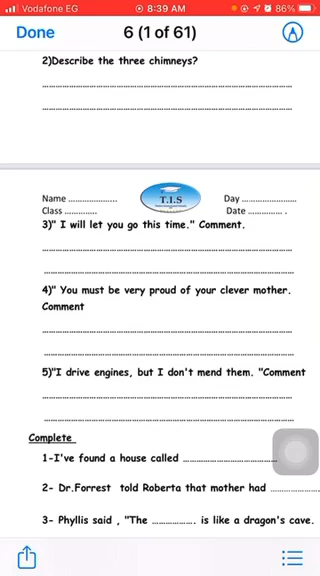 Vodafone EG 8:39 AM 86%
Done 6 (1 of 61)
2)Describe the three chimneys?
........................................................................
........................................................................
Name ..................... T.I.S Day ........................
Class .............. Date ............... .
3)" I will let you go this time." Comment.
........................................................................
........................................................................
4)" You must be very proud of your clever mother.
Comment
........................................................................
........................................................................
5)"I drive engines, but I don't mend them. "Comment
........................................................................
........................................................................
Complete
1-I've found a house called ......................................
2- Dr.Forrest told Roberta that mother had ....................
3- Phyllis said , "The .................. is like a dragon's cave.